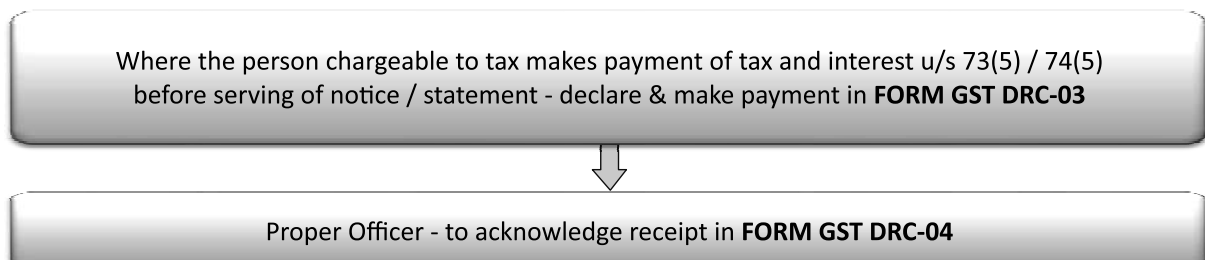 Where the person chargeable to tax makes payment of tax and interest u/s 73(5) / 74(5)
before serving of notice / statement - declare & make payment in FORM GST DRC-03
Proper Officer - to acknowledge receipt in FORM GST DRC-04